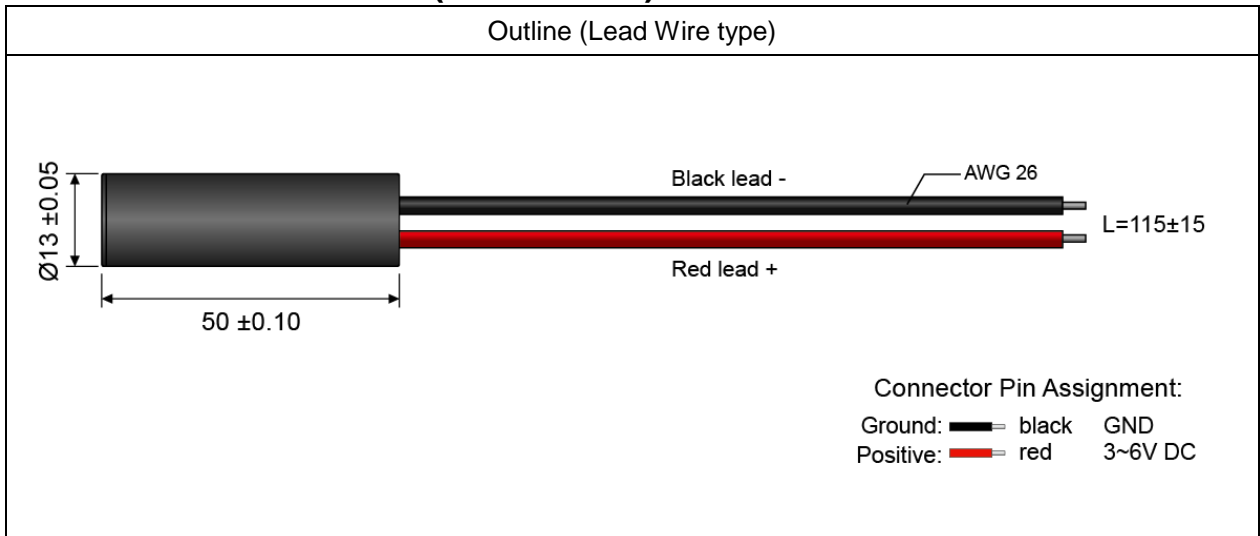 Outline (Lead Wire type)
Ø13 ±0.05
Black lead -
AWG 26
L=115±15
Red lead +
50 ±0.10
Connector Pin Assignment:
Ground: black GND
Positive: red 3~6V DC